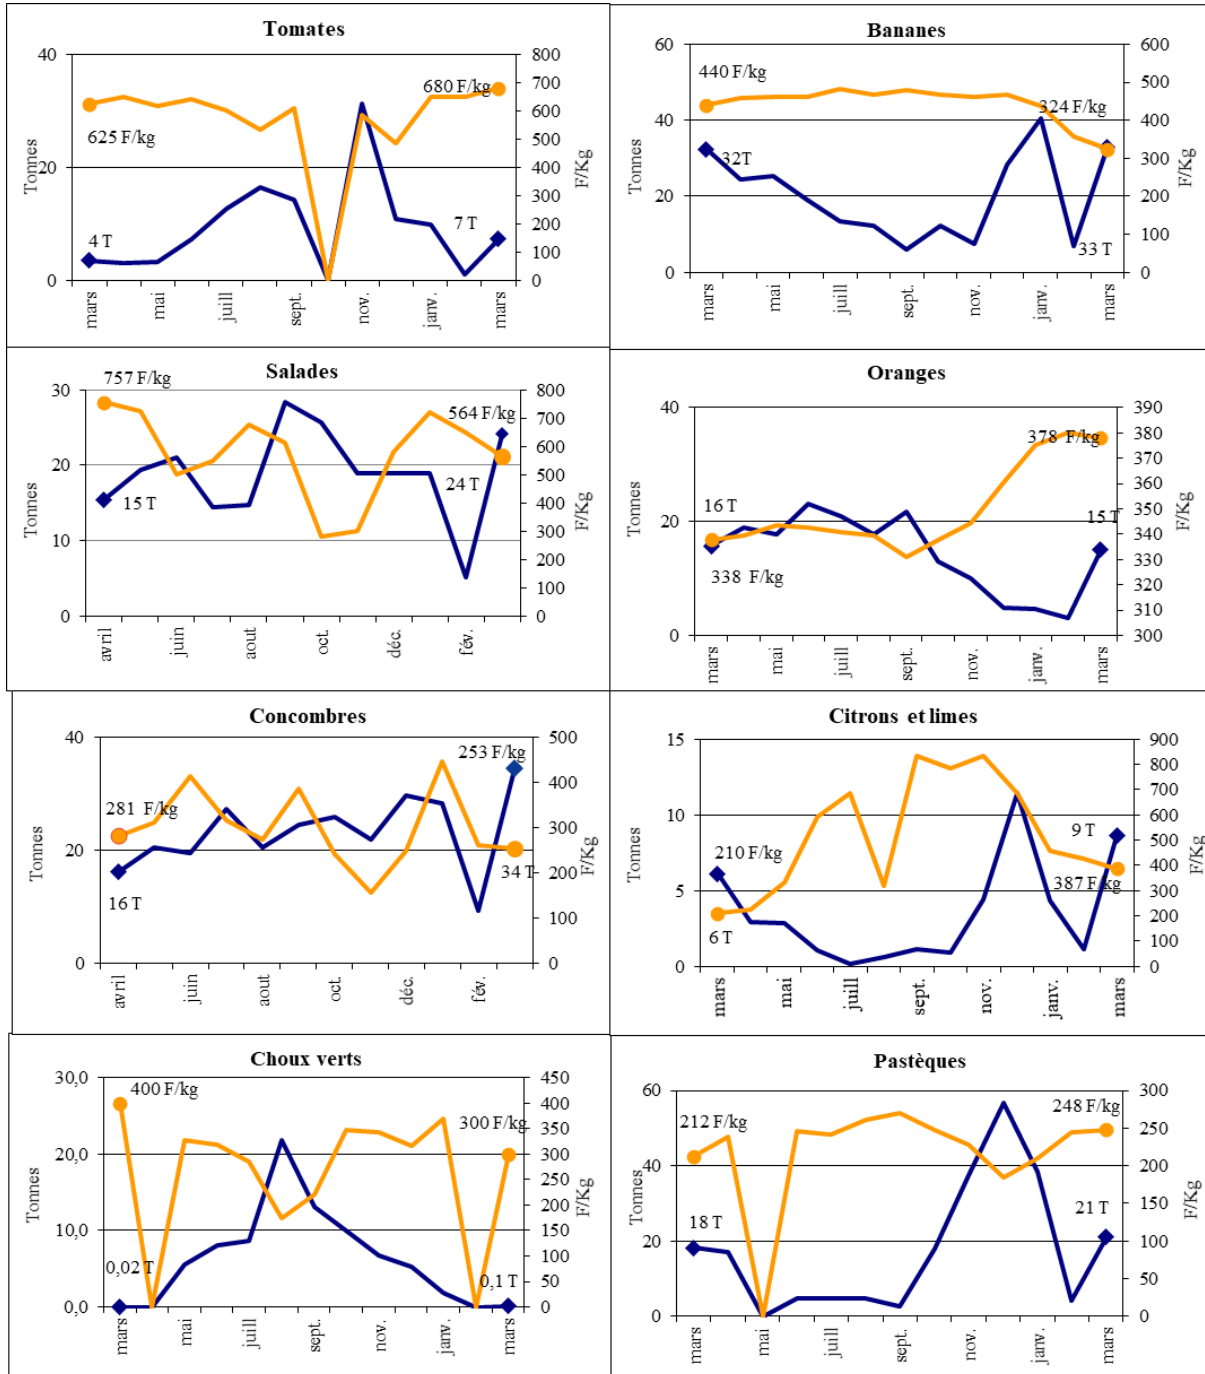 Tomates
40
20
0
Tonnes
800
700
600
500
400
300
200
100
0
F/Kg
625 F/kg
680 F/kg
4 T
7 T
mars
mai
juill
sept.
nov.
janv.
mars
Bananes
60
40
20
0
Tonnes
600
500
400
300
200
100
0
F/Kg
440 F/kg
324 F/kg
32T
33 T
mars
mai
juill
sept.
nov.
janv.
mars
Salades
30
20
10
0
Tonnes
800
700
600
500
400
300
200
100
0
F/Kg
757 F/kg
564 F/kg
15 T
24 T
avril
juin
aout
oct.
déc.
fév.
Oranges
40
20
0
Tonnes
390
380
370
360
350
340
330
320
310
300
F/Kg
16 T
378 F/kg
338 F/kg
15 T
mars
mai
juill
sept.
nov.
janv.
mars
Concombres
40
20
0
Tonnes
500
400
300
200
100
0
F/Kg
281 F/kg
253 F/kg
16 T
34 T
avril
juin
aout
oct.
déc.
fév.
Citrons et limes
15
10
5
0
Tonnes
900
800
700
600
500
400
300
200
100
0
F/Kg
210 F/kg
9 T
387 F/kg
6 T
mars
mai
juill
sept.
nov.
janv.
mars
Choux verts
30,0
20,0
10,0
0,0
Tonnes
450
400
350
300
250
200
150
100
50
0
F/Kg
400 F/kg
300 F/kg
0,02 T
0,1 T
mars
mai
juill
sept.
nov.
janv.
mars
Pastèques
60
40
20
0
Tonnes
300
250
200
150
100
50
0
F/Kg
212 F/kg
248 F/kg
18 T
21 T
mars
mai
juill
sept.
nov.
janv.
mars